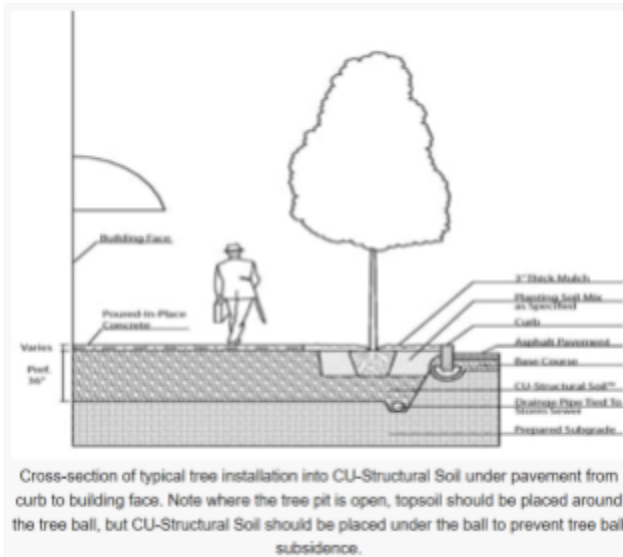 Building Face
3" Thick Mulch
Planting Soil Mix
as Specified
Poured-In-Place
Concrete
Curb
Asphalt Pavement
Varies
Base Course
Pref.
36"
CU-Structural Soil™
Drainge Pipe Tied To
Storm Sewer
Prepared Subgrade
Cross-section of typical tree installation into CU-Structural Soil under pavement from
curb to building face. Note where the tree pit is open, topsoil should be placed around
the tree ball, but CU-Structural Soil should be placed under the ball to prevent tree ball
subsidence.